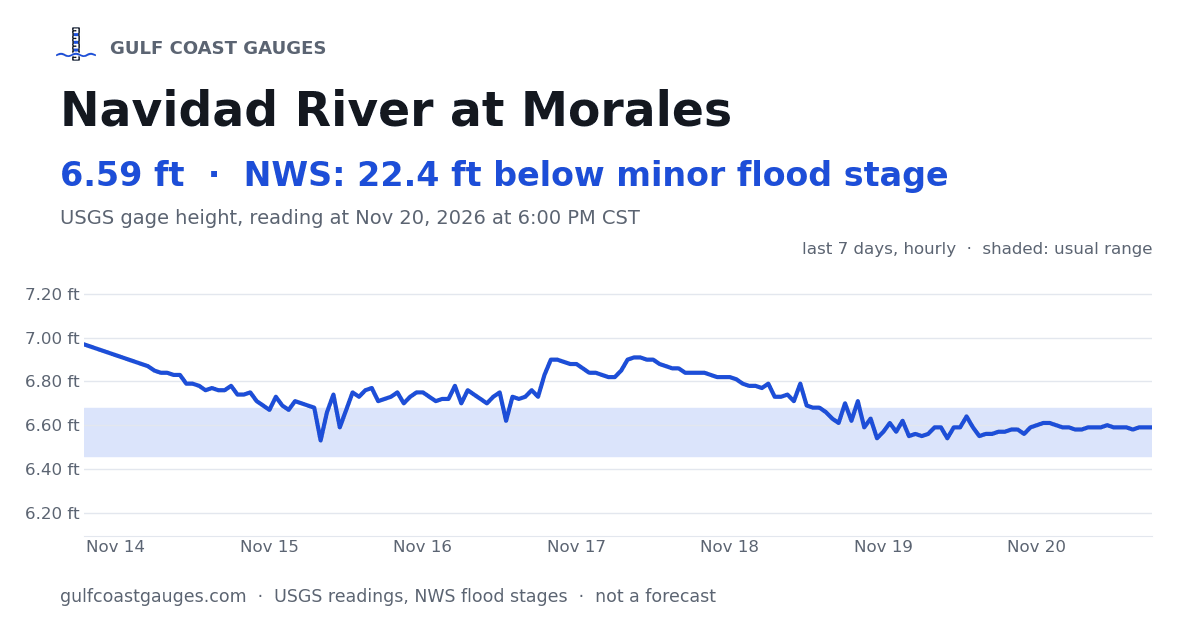 GULF COAST GAUGES
Navidad River at Morales
6.59 ft · NWS: 22.4 ft below minor flood stage
USGS gage height, reading at Nov 20, 2026 at 6:00 PM CST
last 7 days, hourly · shaded: usual range
7.20 ft
7.00 ft
6.80 ft
6.60 ft
6.40 ft
6.20 ft
Nov 14 Nov 15 Nov 16 Nov 17 Nov 18 Nov 19 Nov 20
gulfcoastgauges.com · USGS readings, NWS flood stages · not a forecast